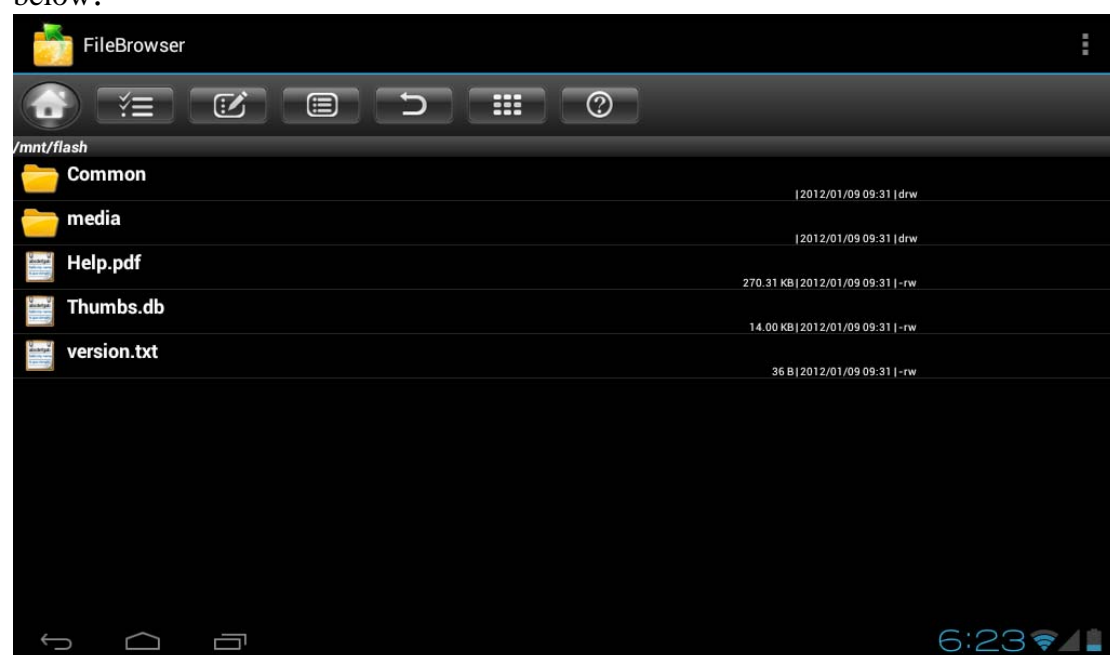 below:
FileBrowser
/mnt/flash
Common
|2012/01/09 09:31 |drw
media
|2012/01/09 09:31 |drw
Help.pdf
270.31 KB|2012/01/09 09:31 |-rw
Thumbs.db
14.00 KB|2012/01/09 09:31 |-rw
version.txt
36 B|2012/01/09 09:31 |-rw
6:23